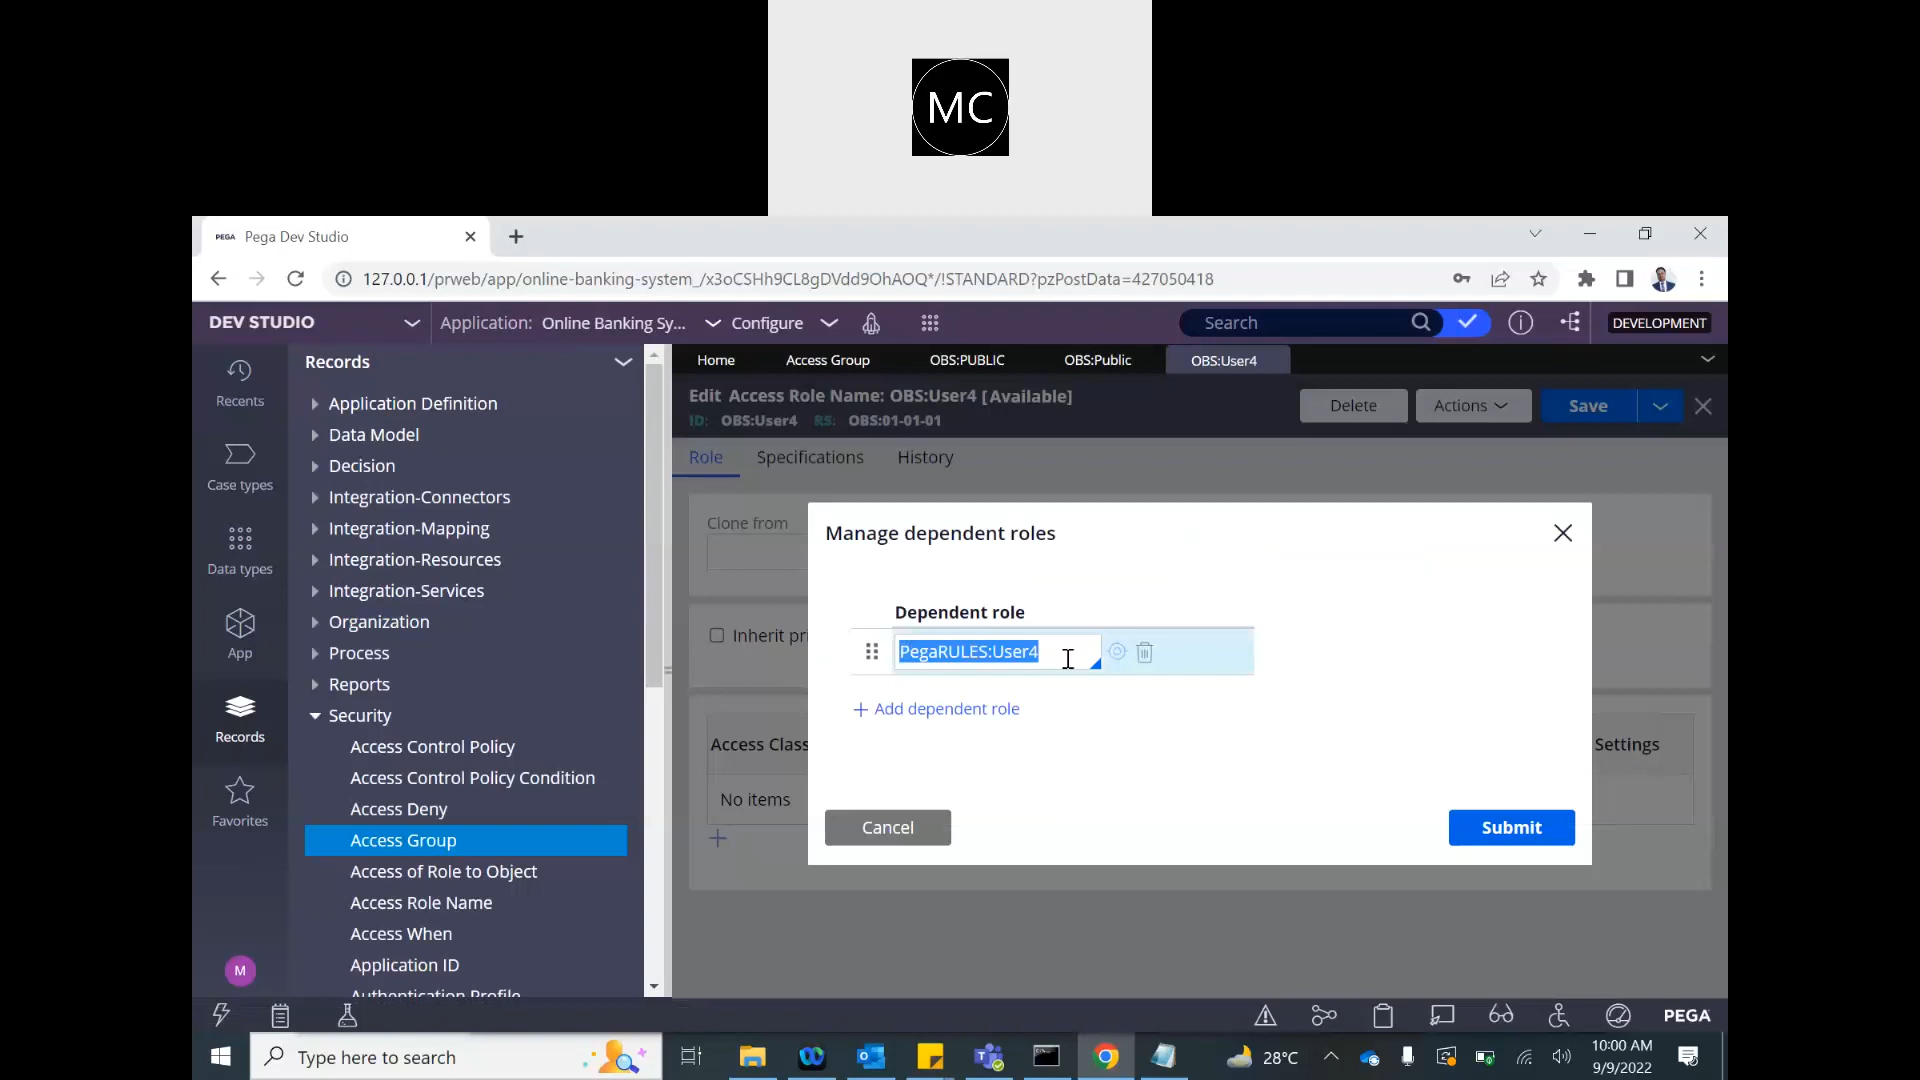 MC
PEGA Pega Dev Studio
127.0.0.1/prweb/app/online-banking-system_/x3oCSHh9CL8gDVdd9OhAOQ*/!STANDARD?pzPostData=427050418
DEV STUDIO Application: Online Banking Sy... Configure Search DEVELOPMENT
Recents
Case types
Data types
App
Records
Favorites
M
Records
Application Definition
Data Model
Decision
Integration-Connectors
Integration-Mapping
Integration-Resources
Integration-Services
Organization
Process
Reports
Security
Access Control Policy
Access Control Policy Condition
Access Deny
Access Group
Access of Role to Object
Access Role Name
Access When
Application ID
Authentication Profile
Home Access Group OBS:PUBLIC OBS:Public OBS:User4
Edit Access Role Name: OBS:User4 [Available]
ID: OBS:User4 RS: OBS:01-01-01
Delete Actions Save
Role Specifications History
Clone from
Inherit pri
Access Class
Settings
No items
Manage dependent roles
Dependent role
PegaRULES:User4
Add dependent role
Cancel Submit
PEGA
Type here to search
28°C
10:00 AM
9/9/2022